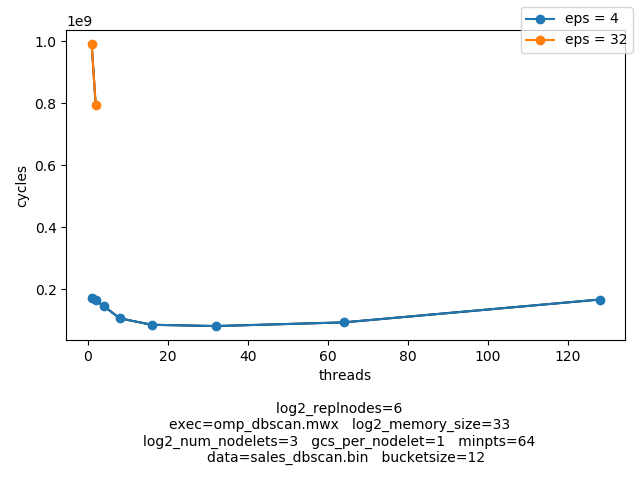 1e9
eps = 4
eps = 32
1.0
0.8
0.6
0.4
0.2
cycles
0 20 40 60 80 100 120
threads
log2_replnodes=6
exec=omp_dbscan.mwx log2_memory_size=33
log2_num_nodelets=3 gcs_per_nodelet=1 minpts=64
data=sales_dbscan.bin bucketsize=12